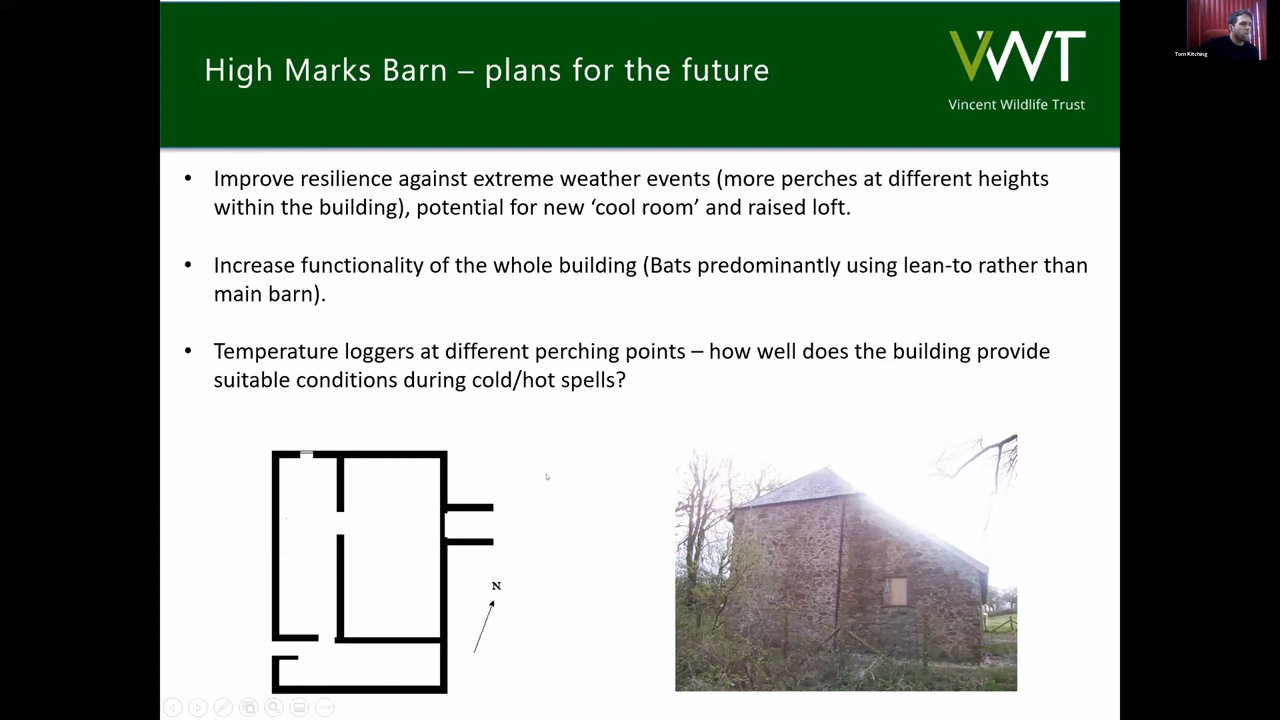 High Marks Barn – plans for the future
VWT
Vincent Wildlife Trust
Tom Kitching
• Improve resilience against extreme weather events (more perches at different heights
within the building), potential for new ‘cool room’ and raised loft.
• Increase functionality of the whole building (Bats predominantly using lean-to rather than
main barn).
• Temperature loggers at different perching points – how well does the building provide
suitable conditions during cold/hot spells?
N